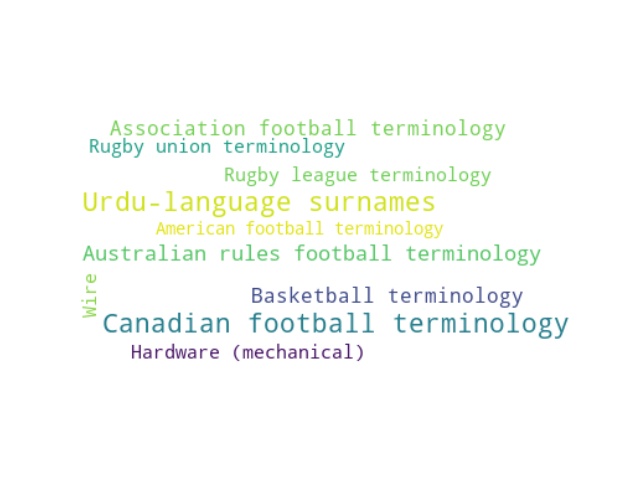 Association football terminology
Rugby union terminology
Rugby league terminology
Urdu-language surnames
American football terminology
Australian rules football terminology
Wire
Basketball terminology
Canadian football terminology
Hardware (mechanical)